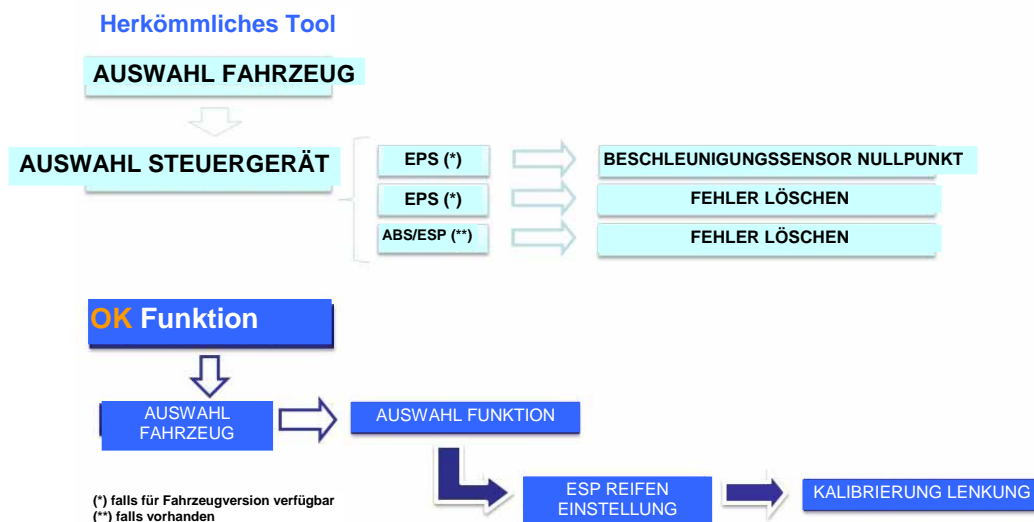 Herkömmliches Tool
AUSWAHL FAHRZEUG
AUSWAHL STEUERGERÄT
EPS (*)
BESCHLEUNIGUNGSSENSOR NULLPUNKT
EPS (*)
FEHLER LÖSCHEN
ABS/ESP (**)
FEHLER LÖSCHEN
OK Funktion
AUSWAHL
FAHRZEUG
AUSWAHL FUNKTION
ESP REIFEN
EINSTELLUNG
KALIBRIERUNG LENKUNG
(*) falls für Fahrzeugversion verfügbar
(**) falls vorhanden